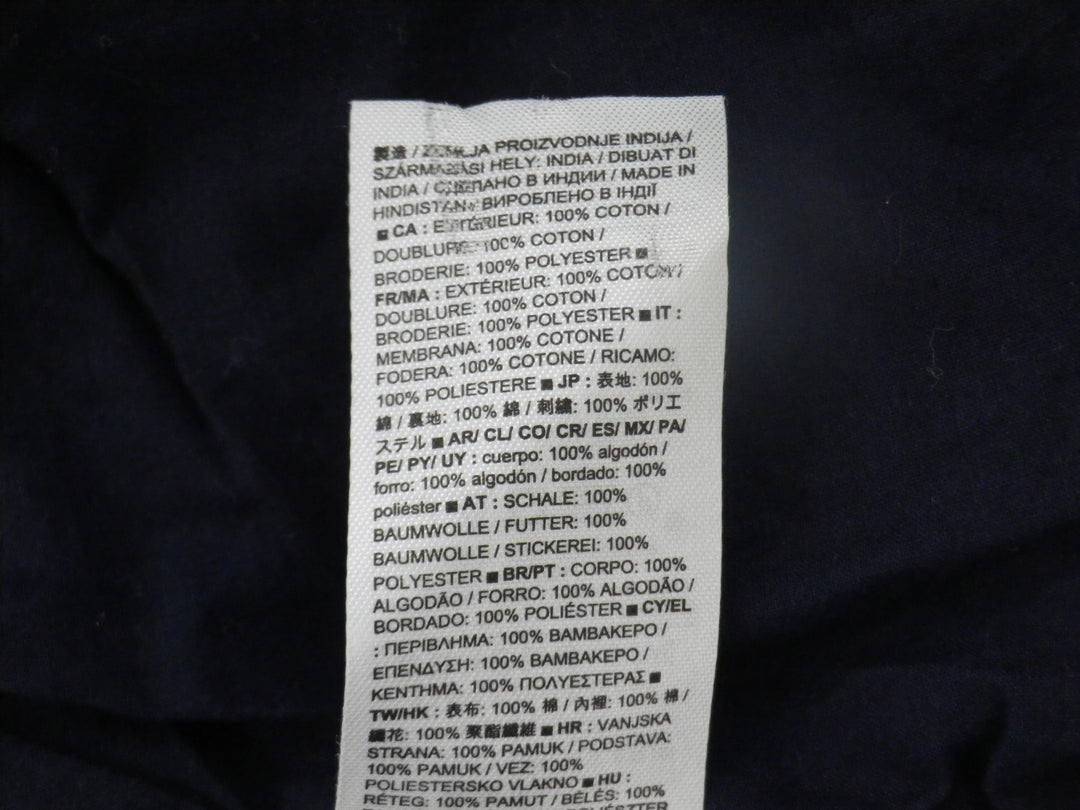 製造 / ZEMLJA PROIZVODNJE INDIJA /
SZÁRMAZÁSI HELY: INDIA / DIBUAT DI
INDIA / СДЕЛАНО В ИНДИИ / MADE IN
HINDISTAN / ВИРОБЛЕНО В ІНДІЇ
■ CA : EXTÉRIEUR: 100% COTON /
DOUBLURE: 100% COTON /
BRODERIE: 100% POLYESTER ■
FR/MA : EXTÉRIEUR: 100% COTON /
DOUBLURE: 100% COTON /
BRODERIE: 100% POLYESTER ■ IT :
MEMBRANA: 100% COTONE /
FODERA: 100% COTONE / RICAMO:
100% POLIESTERE ■ JP : 表地: 100%
綿 / 裏地: 100% 綿 / 刺繍: 100% ポリエ
ステル ■ AR/ CL/ CO/ CR/ ES/ MX/ PA/
PE/ PY/ UY : cuerpo: 100% algodón /
forro: 100% algodón / bordado: 100%
poliéster ■ AT : SCHALE: 100%
BAUMWOLLE / FUTTER: 100%
BAUMWOLLE / STICKEREI: 100%
POLYESTER ■ BR/PT : CORPO: 100%
ALGODÃO / FORRO: 100% ALGODÃO /
BORDADO: 100% POLIÉSTER ■ CY/EL
: ΠΕΡΙΒΛΗΜΑ: 100% ΒΑΜΒΑΚΕΡΟ /
ΕΠΕΝΔΥΣΗ: 100% ΒΑΜΒΑΚΕΡΟ /
ΚΕΝΤΗΜΑ: 100% ΠΟΛΥΕΣΤΕΡΑΣ ■
TW/HK : 表布: 100% 棉 / 內裡: 100% 棉 /
繡花: 100% 聚酯纖維 ■ HR : VANJSKA
STRANA: 100% PAMUK / PODSTAVA:
100% PAMUK / VEZ: 100%
POLIESTERSKO VLAKNO ■ HU :
RÉTEG: 100% PAMUT / BÉLÉS: 100%